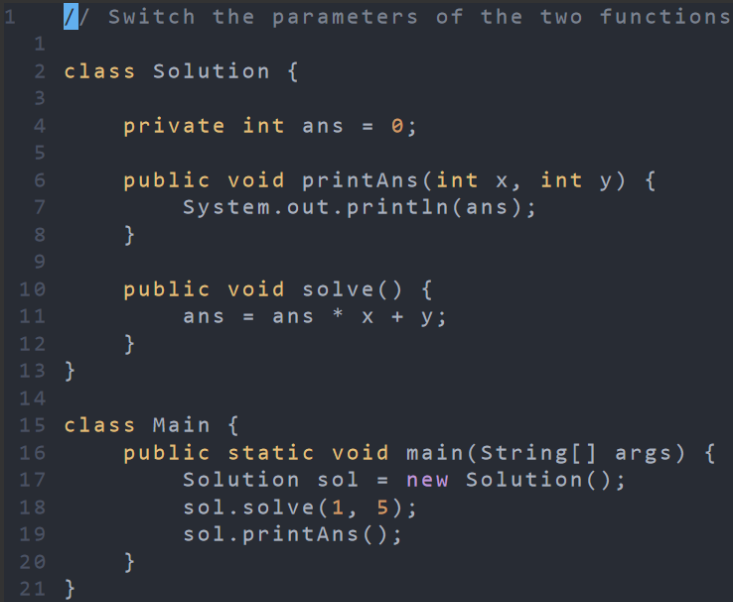 1 // Switch the parameters of the two functions
1
2 class Solution {
3
4 private int ans = 0;
5
6 public void printAns(int x, int y) {
7 System.out.println(ans);
8 }
9
10 public void solve() {
11 ans = ans * x + y;
12 }
13 }
14
15 class Main {
16 public static void main(String[] args) {
17 Solution sol = new Solution();
18 sol.solve(1, 5);
19 sol.printAns();
20 }
21 }